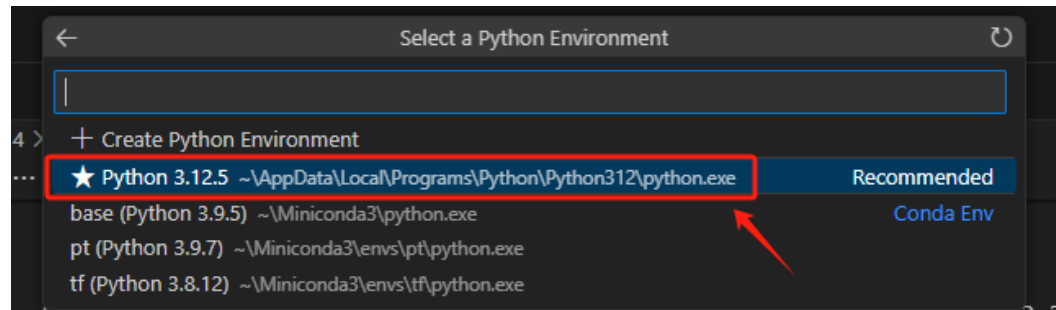 Select a Python Environment
+ Create Python Environment
4 >
... ★ Python 3.12.5 ~\AppData\Local\Programs\Python\Python312\python.exe Recommended
base (Python 3.9.5) ~\Miniconda3\python.exe Conda Env
pt (Python 3.9.7) ~\Miniconda3\envs\pt\python.exe
tf (Python 3.8.12) ~\Miniconda3\envs\tf\python.exe